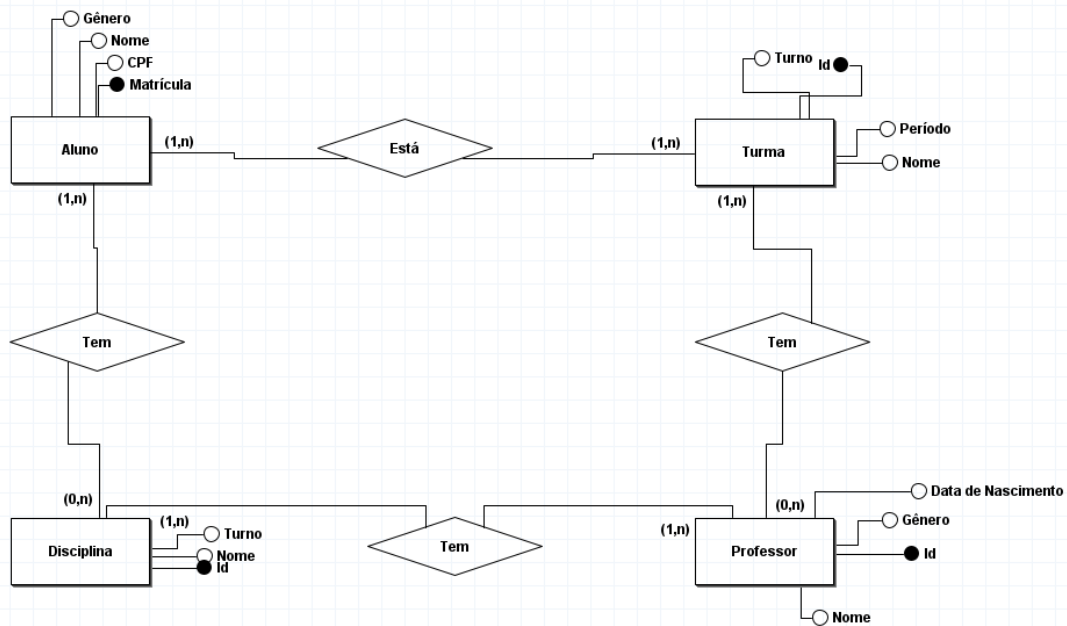 Gênero
Nome
CPF
Matrícula
Aluno
(1,n)
Está
(1,n)
Turno
Id
Período
Nome
Turma
(1,n)
(1,n)
Tem
Tem
(0,n)
(1,n)
Disciplina
Turno
Nome
Id
Tem
(1,n)
(0,n)
Data de Nascimento
Gênero
Id
Professor
Nome